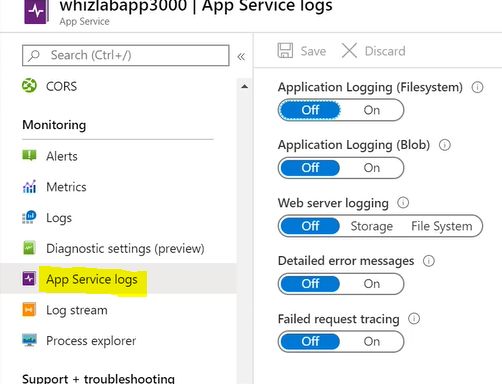 whizlabapp3000 | App Service logs
App Service
Search (Ctrl+/)
«
CORS
Monitoring
Alerts
Metrics
Logs
Diagnostic settings (preview)
App Service logs
Log stream
Process explorer
Support + troubleshooting
Save Discard
Application Logging (Filesystem)
Off On
Application Logging (Blob)
Off On
Web server logging
Off Storage File System
Detailed error messages
Off On
Failed request tracing
Off On